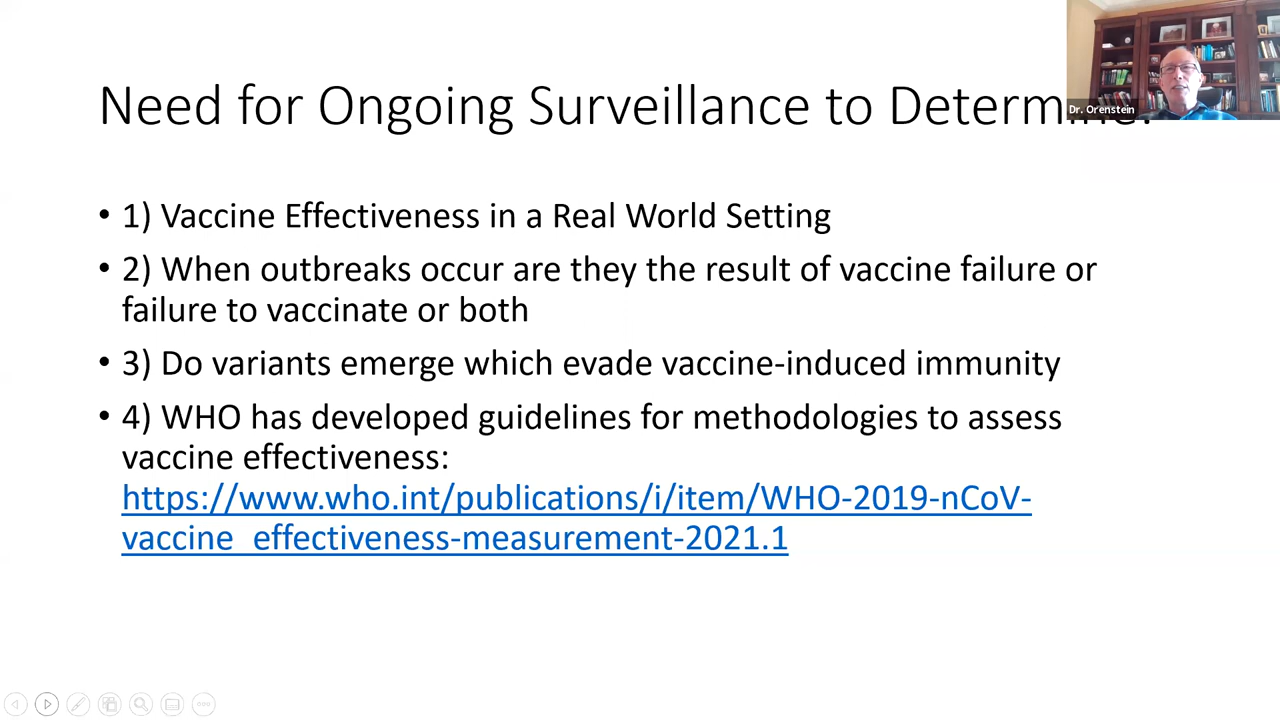 Need for Ongoing Surveillance to
Dr. Orenstein
• 1) Vaccine Effectiveness in a Real World Setting
• 2) When outbreaks occur are they the result of vaccine failure or
failure to vaccinate or both
• 3) Do variants emerge which evade vaccine-induced immunity
• 4) WHO has developed guidelines for methodologies to assess
vaccine effectiveness:
https://www.who.int/publications/i/item/WHO-2019-nCoV-
vaccine_effectiveness-measurement-2021.1